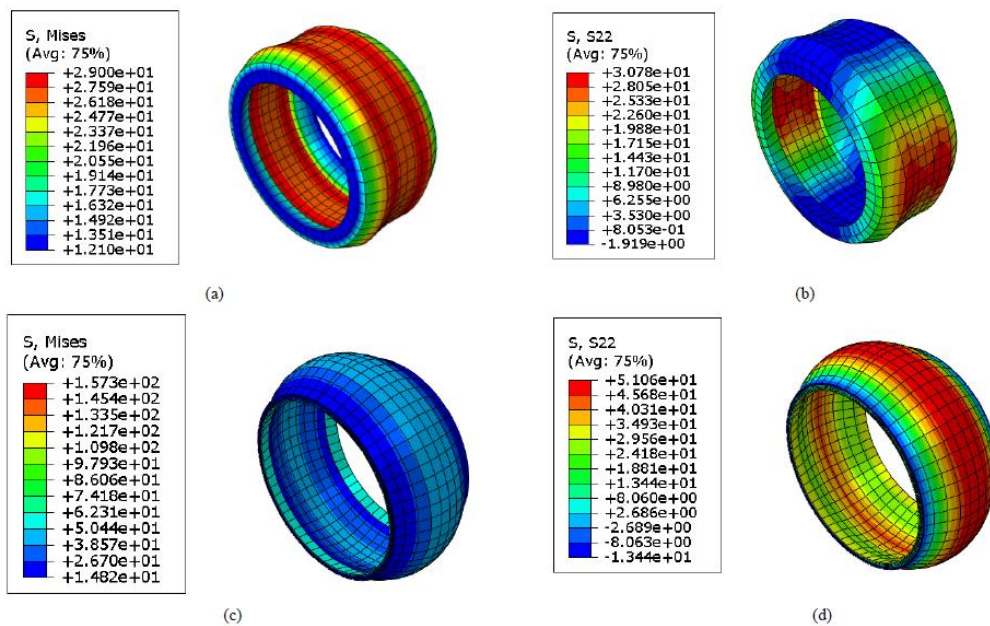 S, Mises
(Avg: 75%)
+2.900e+01
+2.759e+01
+2.618e+01
+2.477e+01
+2.337e+01
+2.196e+01
+2.055e+01
+1.914e+01
+1.773e+01
+1.632e+01
+1.492e+01
+1.351e+01
+1.210e+01
(a)
S, S22
(Avg: 75%)
+3.078e+01
+2.805e+01
+2.533e+01
+2.260e+01
+1.988e+01
+1.715e+01
+1.443e+01
+1.170e+01
+8.980e+00
+6.255e+00
+3.530e+00
+8.053e-01
-1.919e+00
(b)
S, Mises
(Avg: 75%)
+1.573e+02
+1.454e+02
+1.335e+02
+1.217e+02
+1.098e+02
+9.793e+01
+8.606e+01
+7.418e+01
+6.231e+01
+5.044e+01
+3.857e+01
+2.670e+01
+1.482e+01
(c)
S, S22
(Avg: 75%)
+5.106e+01
+4.568e+01
+4.031e+01
+3.493e+01
+2.956e+01
+2.418e+01
+1.881e+01
+1.344e+01
+8.060e+00
+2.686e+00
-2.689e+00
-8.063e+00
-1.344e+01
(d)